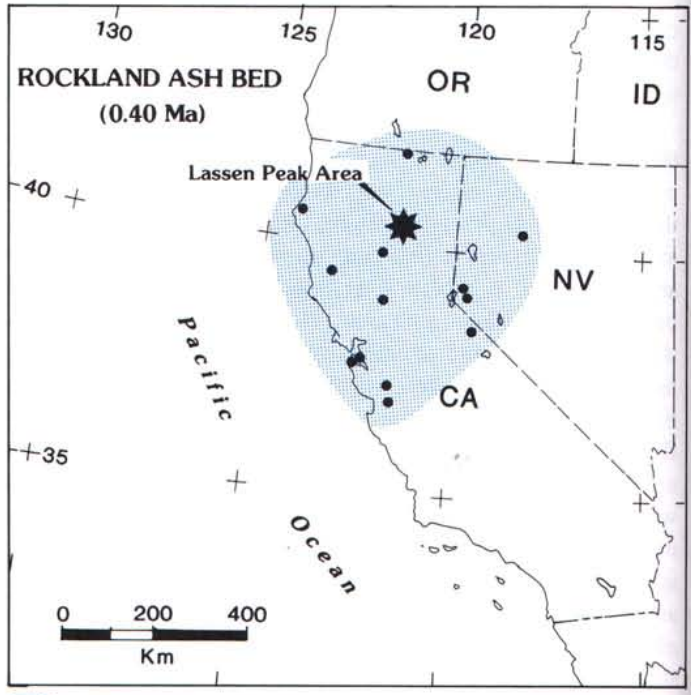 130
125
120
115
ROCKLAND ASH BED
(0.40 Ma)
OR
ID
Lassen Peak Area
40
NV
Pacific
CA
35
Ocean
0 200 400
Km